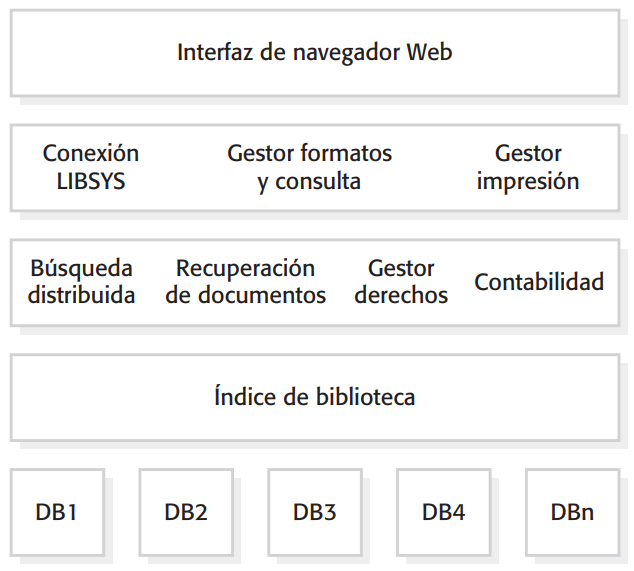 Interfaz de navegador Web
Conexión
LIBSYS
Gestor formatos
y consulta
Gestor
impresión
Búsqueda
distribuida
Recuperación
de documentos
Gestor
derechos
Contabilidad
Índice de biblioteca
DB1
DB2
DB3
DB4
DBn